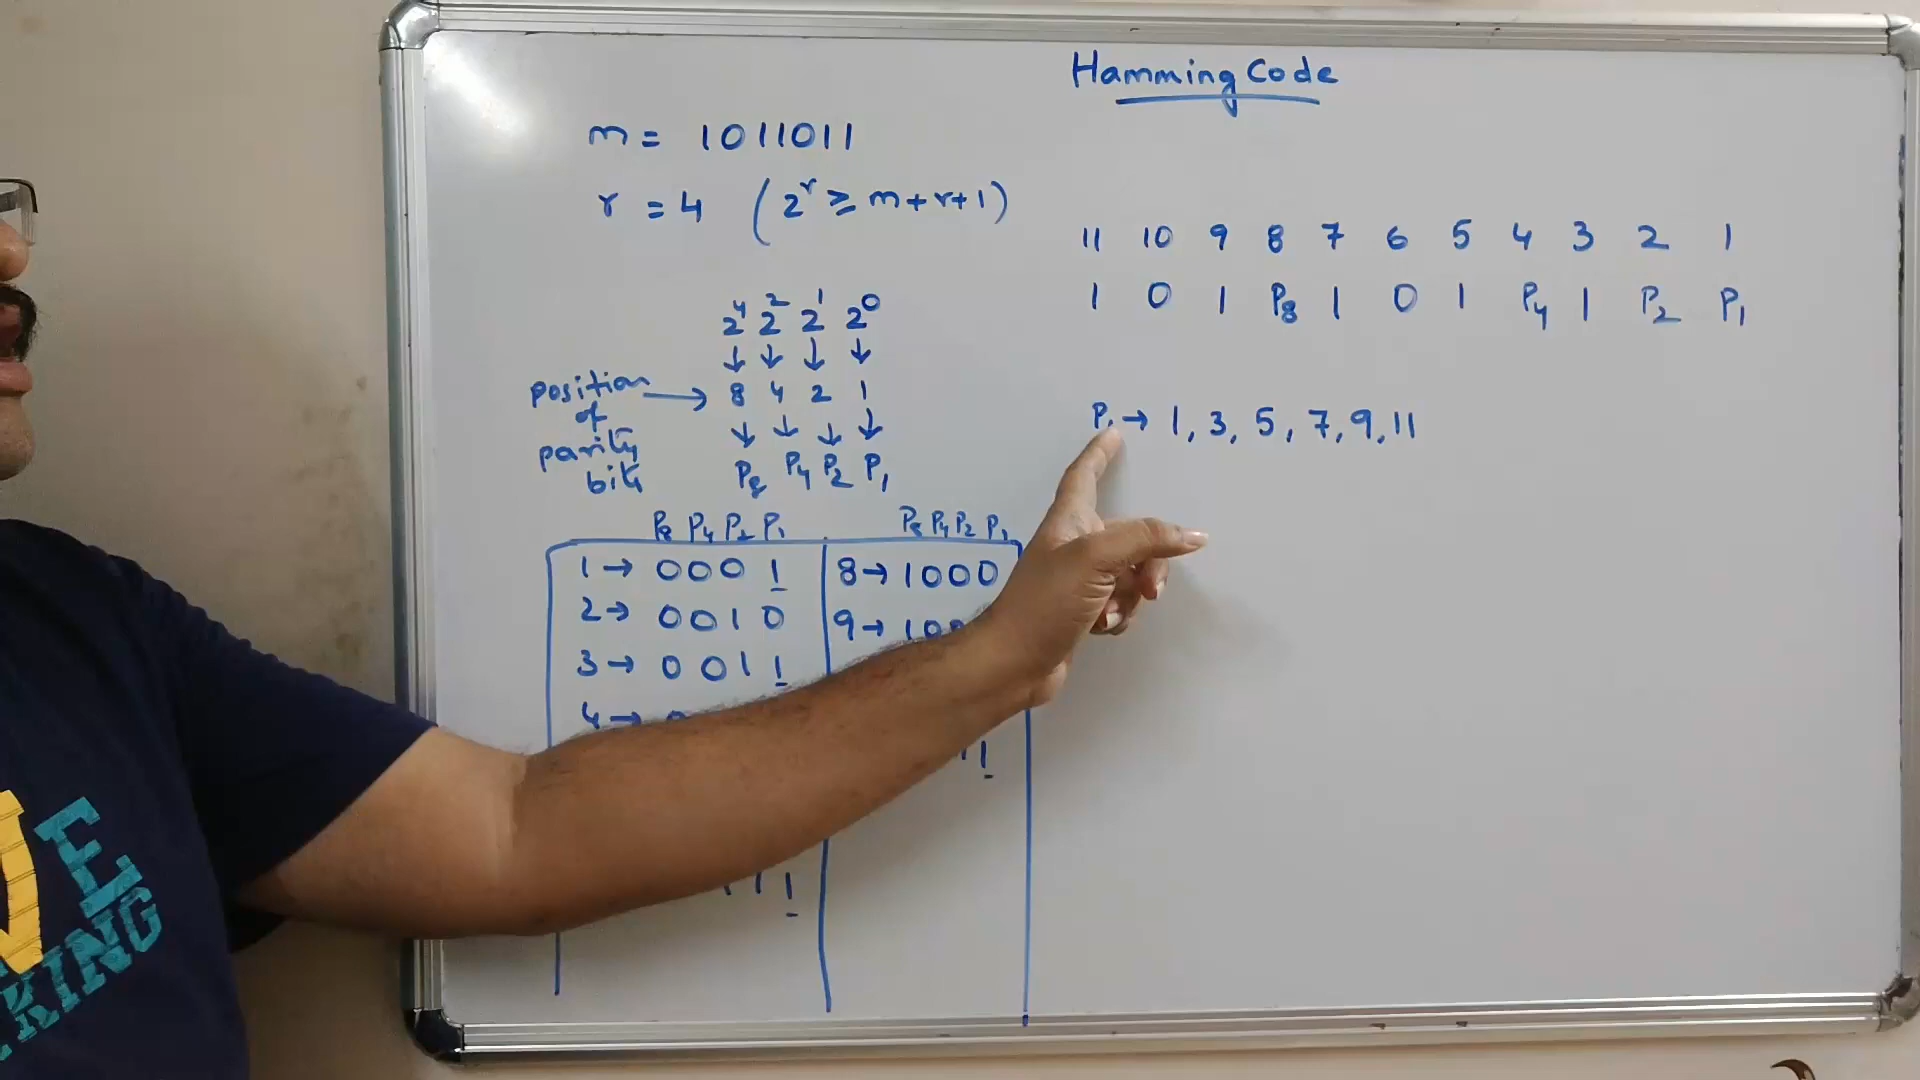 Hamming Code
m = 1011011
r = 4 (2^r ≥ m+r+1)
11 10 9 8 7 6 5 4 3 2 1
1 0 1 P8 1 0 1 P4 1 P2 P1
2^4 2^2 2^1 2^0
↓ ↓ ↓ ↓
position of parity bits → 8 4 2 1
↓ ↓ ↓ ↓
P8 P4 P2 P1
P1 → 1, 3, 5, 7, 9, 11
P8 P4 P2 P1
1 → 0001
2 → 0010
3 → 0011
4 →
P8 P4 P2 P1
8 → 1000
9 →